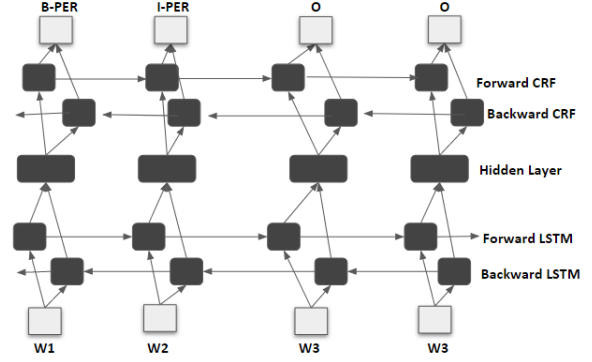 B-PER I-PER O O
Forward CRF
Backward CRF
Hidden Layer
Forward LSTM
Backward LSTM
W1 W2 W3 W3